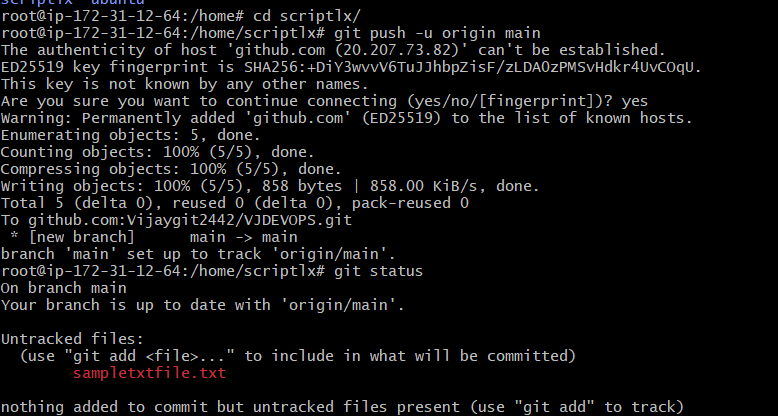 scriptlx ubuntu
root@ip-172-31-12-64:/home# cd scriptlx/
root@ip-172-31-12-64:/home/scriptlx# git push -u origin main
The authenticity of host 'github.com (20.207.73.82)' can't be established.
ED25519 key fingerprint is SHA256:+DiY3wvvV6TuJJhbpZisF/zLDA0zPMSvHdkr4UvCOqU.
This key is not known by any other names.
Are you sure you want to continue connecting (yes/no/[fingerprint])? yes
Warning: Permanently added 'github.com' (ED25519) to the list of known hosts.
Enumerating objects: 5, done.
Counting objects: 100% (5/5), done.
Compressing objects: 100% (5/5), done.
Writing objects: 100% (5/5), 858 bytes | 858.00 KiB/s, done.
Total 5 (delta 0), reused 0 (delta 0), pack-reused 0
To github.com:Vijaygit2442/VJDEVOPS.git
 * [new branch]      main -> main
branch 'main' set up to track 'origin/main'.
root@ip-172-31-12-64:/home/scriptlx# git status
On branch main
Your branch is up to date with 'origin/main'.

Untracked files:
  (use "git add <file>..." to include in what will be committed)
        sampletxtfile.txt

nothing added to commit but untracked files present (use "git add" to track)